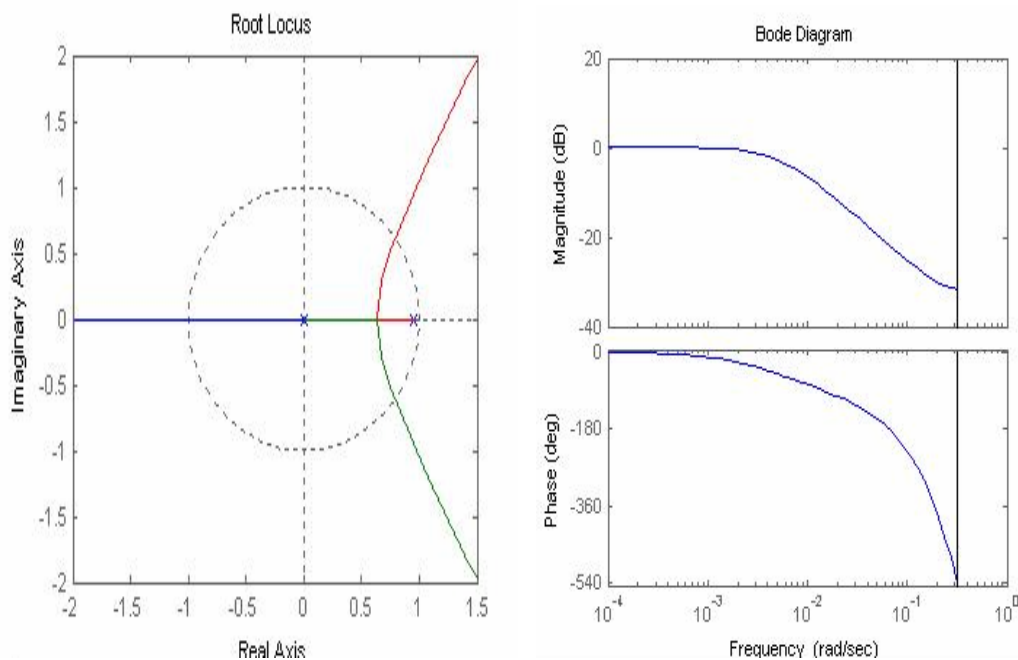 Root Locus
2
1.5
1
0.5
0
-0.5
-1
-1.5
-2
-2 -1.5 -1 -0.5 0 0.5 1 1.5
Imaginary Axis
Real Axis
Bode Diagram
20
0
-20
-40
Magnitude (dB)
0
-180
-360
-540
Phase (deg)
10^-4 10^-3 10^-2 10^-1 10^0
Frequency (rad/sec)